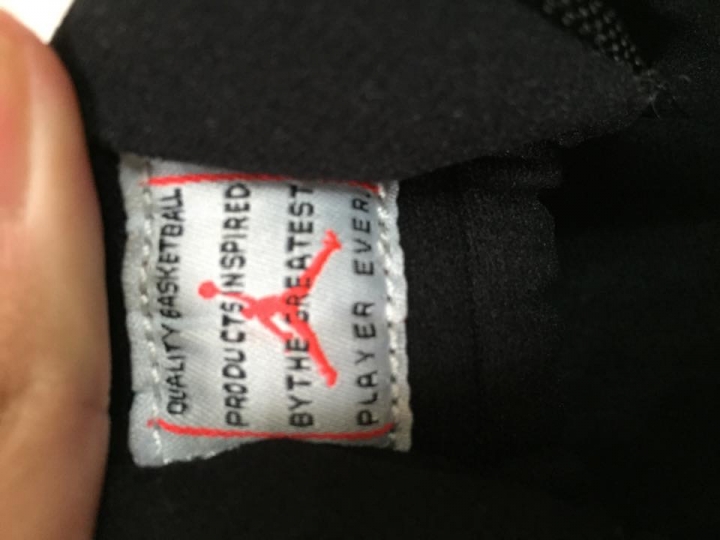 QUALITY BASKETBALL
PRODUCTS INSPIRED
BY THE GREATEST
PLAYER EVER.